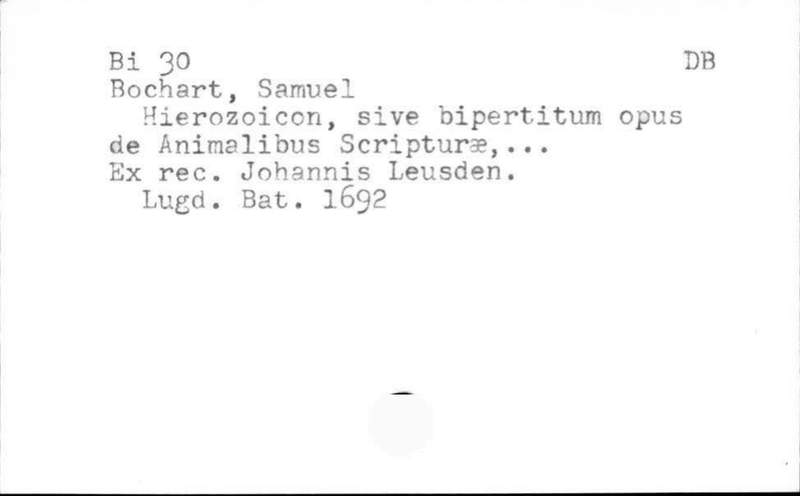 Bi 30 DB
Bochart, Samuel
Hierozoicon, sive bipertitum opus
de Animalibus Scripturæ,...
Ex rec. Johannis Leusden.
Lugd. Bat. 1692